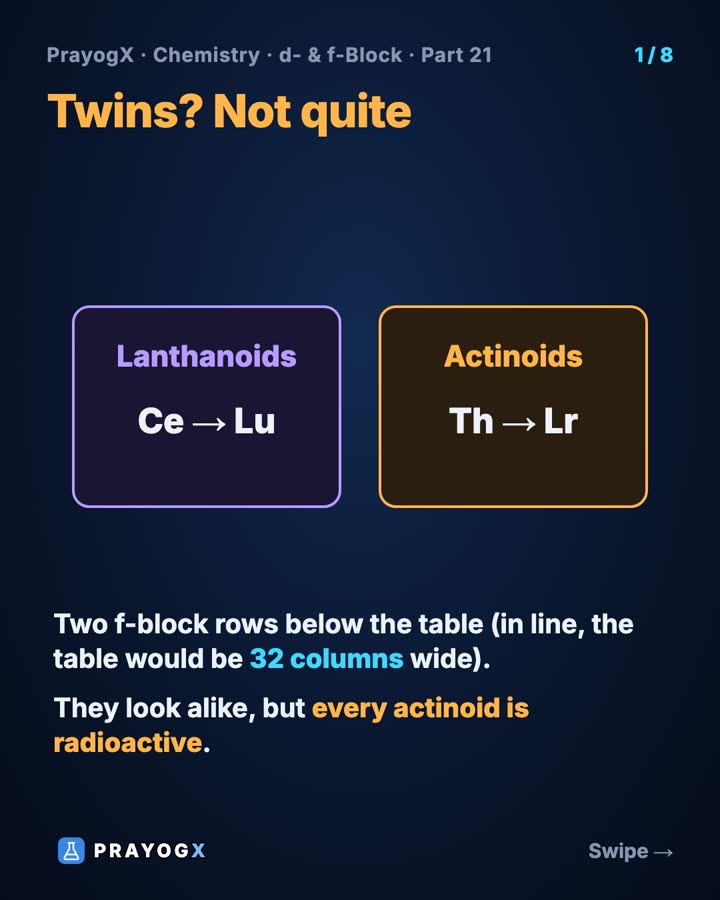 PrayogX · Chemistry · d- & f-Block · Part 21
1 / 8
Twins? Not quite
Lanthanoids
Ce → Lu
Actinoids
Th → Lr
Two f-block rows below the table (in line, the
table would be 32 columns wide).
They look alike, but every actinoid is
radioactive.
PRAYOGX
Swipe →